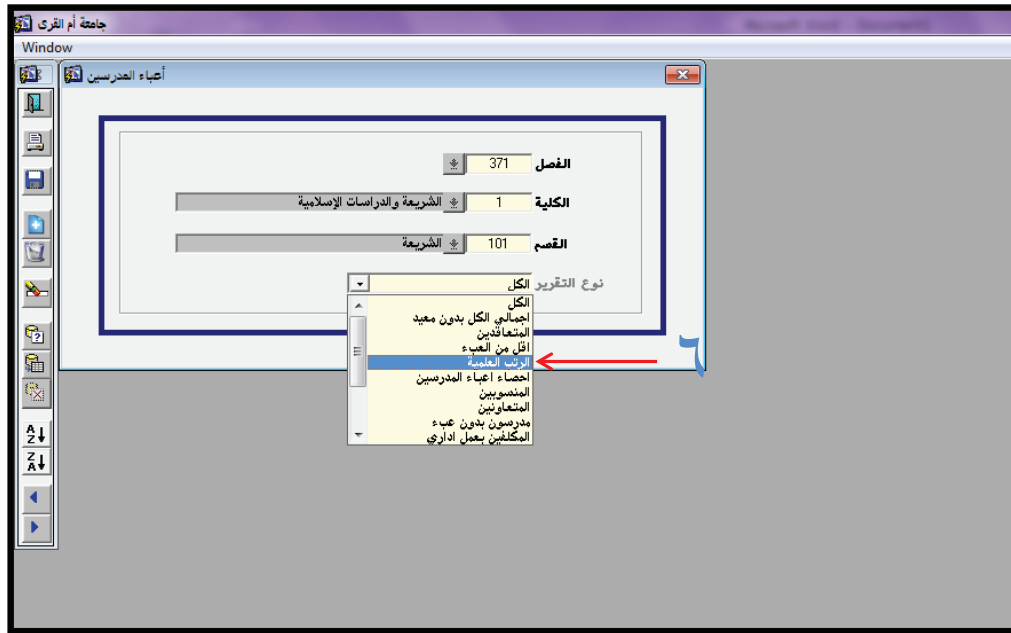 جامعة أم القرى
Window
أعباء المدرسين
الفصل 371
الكلية 1 الشريعة والدراسات الإسلامية
القسم 101 الشريعة
نوع التقرير الكل
الكل
اجمالي الكل بدون معيد
المتعاقدين
اقل من العبء
الرتب العلمية
احصاء اعباء المدرسين
المنسوبين
المتعاونين
مدرسون بدون عبء
المكلفين بعمل اداري
٦